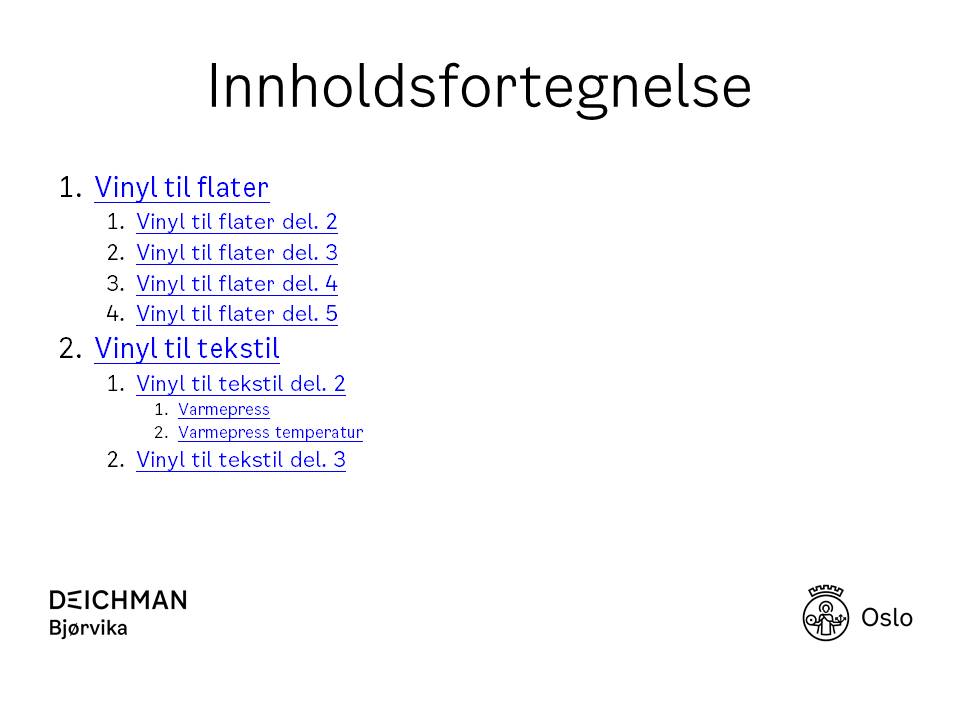 Innholdsfortegnelse
1. Vinyl til flater
1. Vinyl til flater del. 2
2. Vinyl til flater del. 3
3. Vinyl til flater del. 4
4. Vinyl til flater del. 5
2. Vinyl til tekstil
1. Vinyl til tekstil del. 2
1. Varmepress
2. Varmepress temperatur
2. Vinyl til tekstil del. 3
DEICHMAN
Bjørvika
Oslo